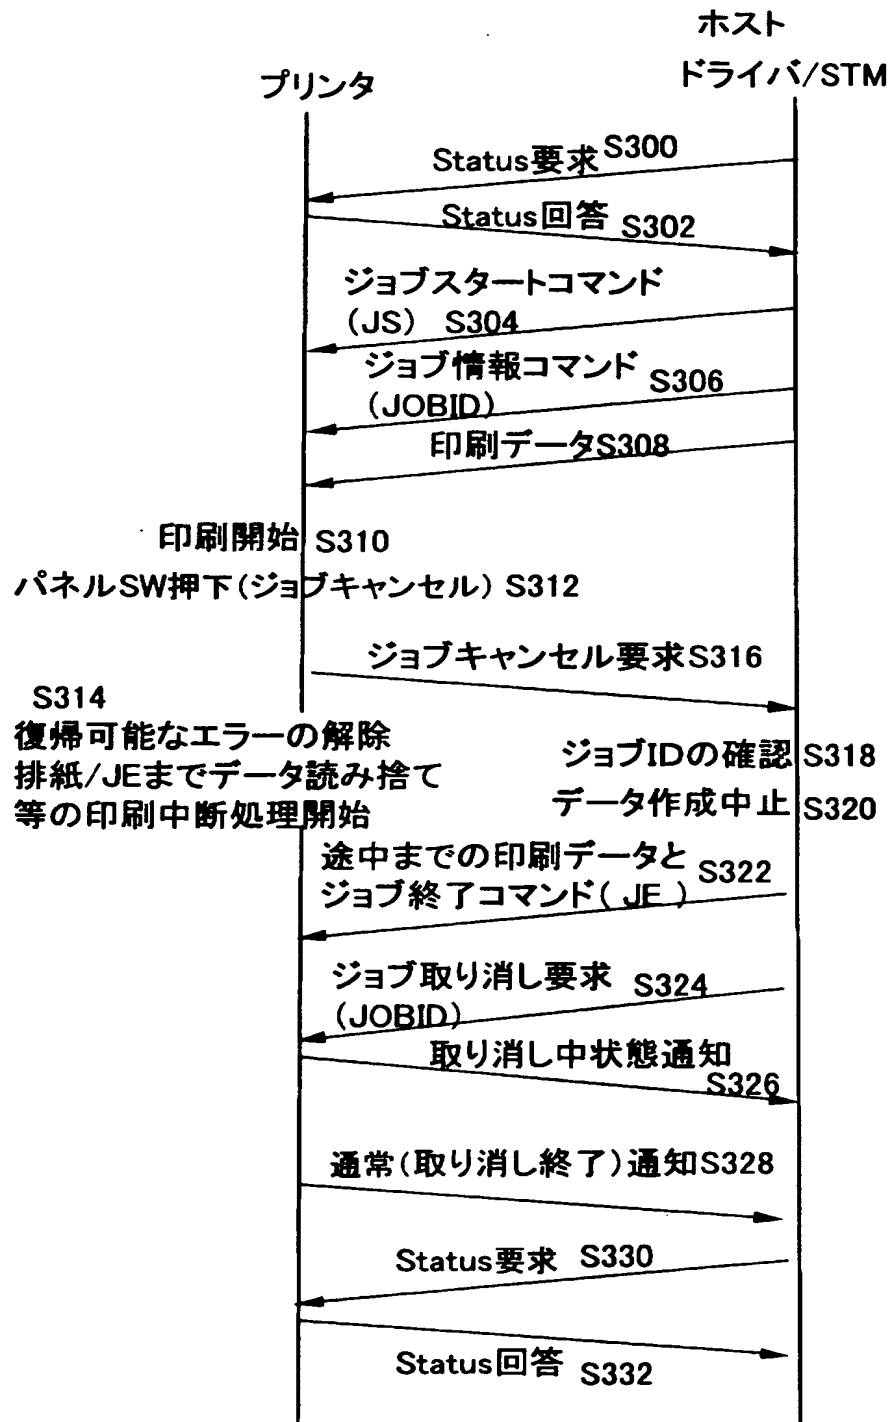 ホスト
プリンタ
ドライバ/STM
Status要求 S300
Status回答 S302
ジョブスタートコマンド
(JS) S304
ジョブ情報コマンド S306
(JOBID)
印刷データS308
印刷開始 S310
パネルSW押下(ジョブキャンセル) S312
ジョブキャンセル要求S316
S314
復帰可能なエラーの解除
排紙/JEまでデータ読み捨て
等の印刷中断処理開始
ジョブIDの確認 S318
データ作成中止 S320
途中までの印刷データと S322
ジョブ終了コマンド( JE )
ジョブ取り消し要求 S324
(JOBID)
取り消し中状態通知
S326
通常(取り消し終了)通知S328
Status要求 S330
Status回答 S332